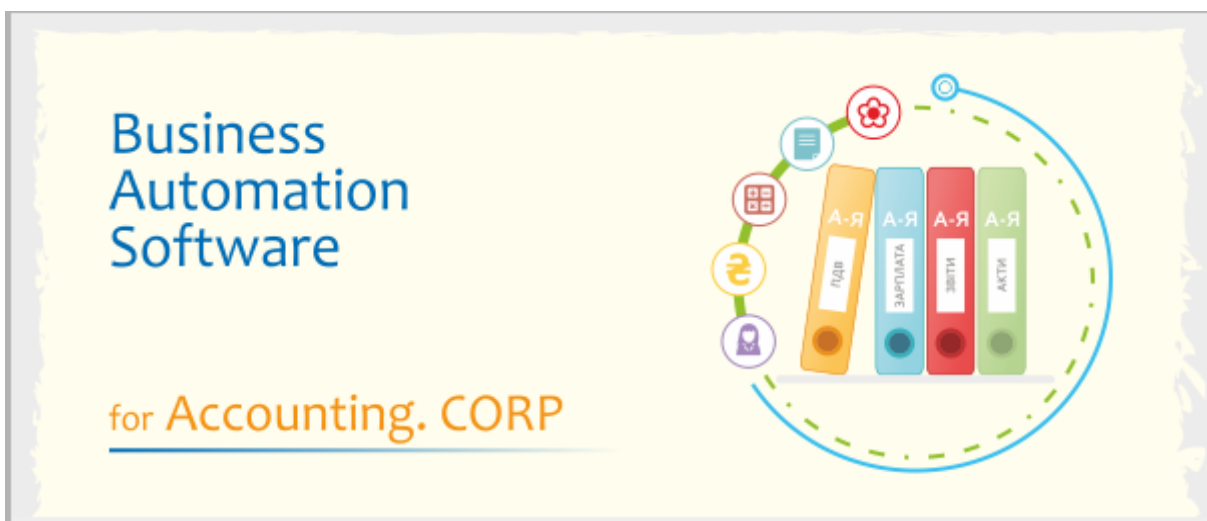 Business
Automation
Software
for Accounting. CORP
А-Я А-Я А-Я А-Я
ПДВ
ЗАРПЛАТА
ЗВІТИ
АКТИ